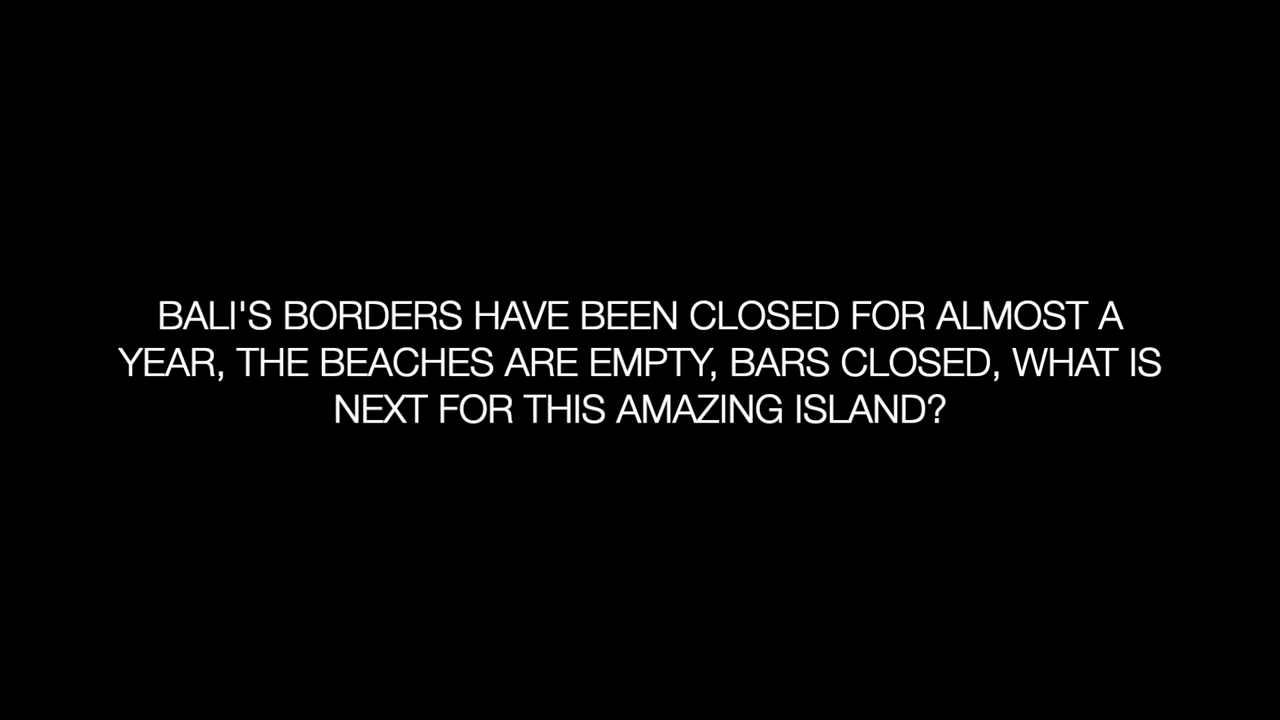 BALI'S BORDERS HAVE BEEN CLOSED FOR ALMOST A
YEAR, THE BEACHES ARE EMPTY, BARS CLOSED, WHAT IS
NEXT FOR THIS AMAZING ISLAND?